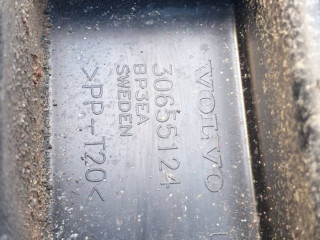 VOLVO
30655124
BP3EA
SWEDEN
>PP-T20<